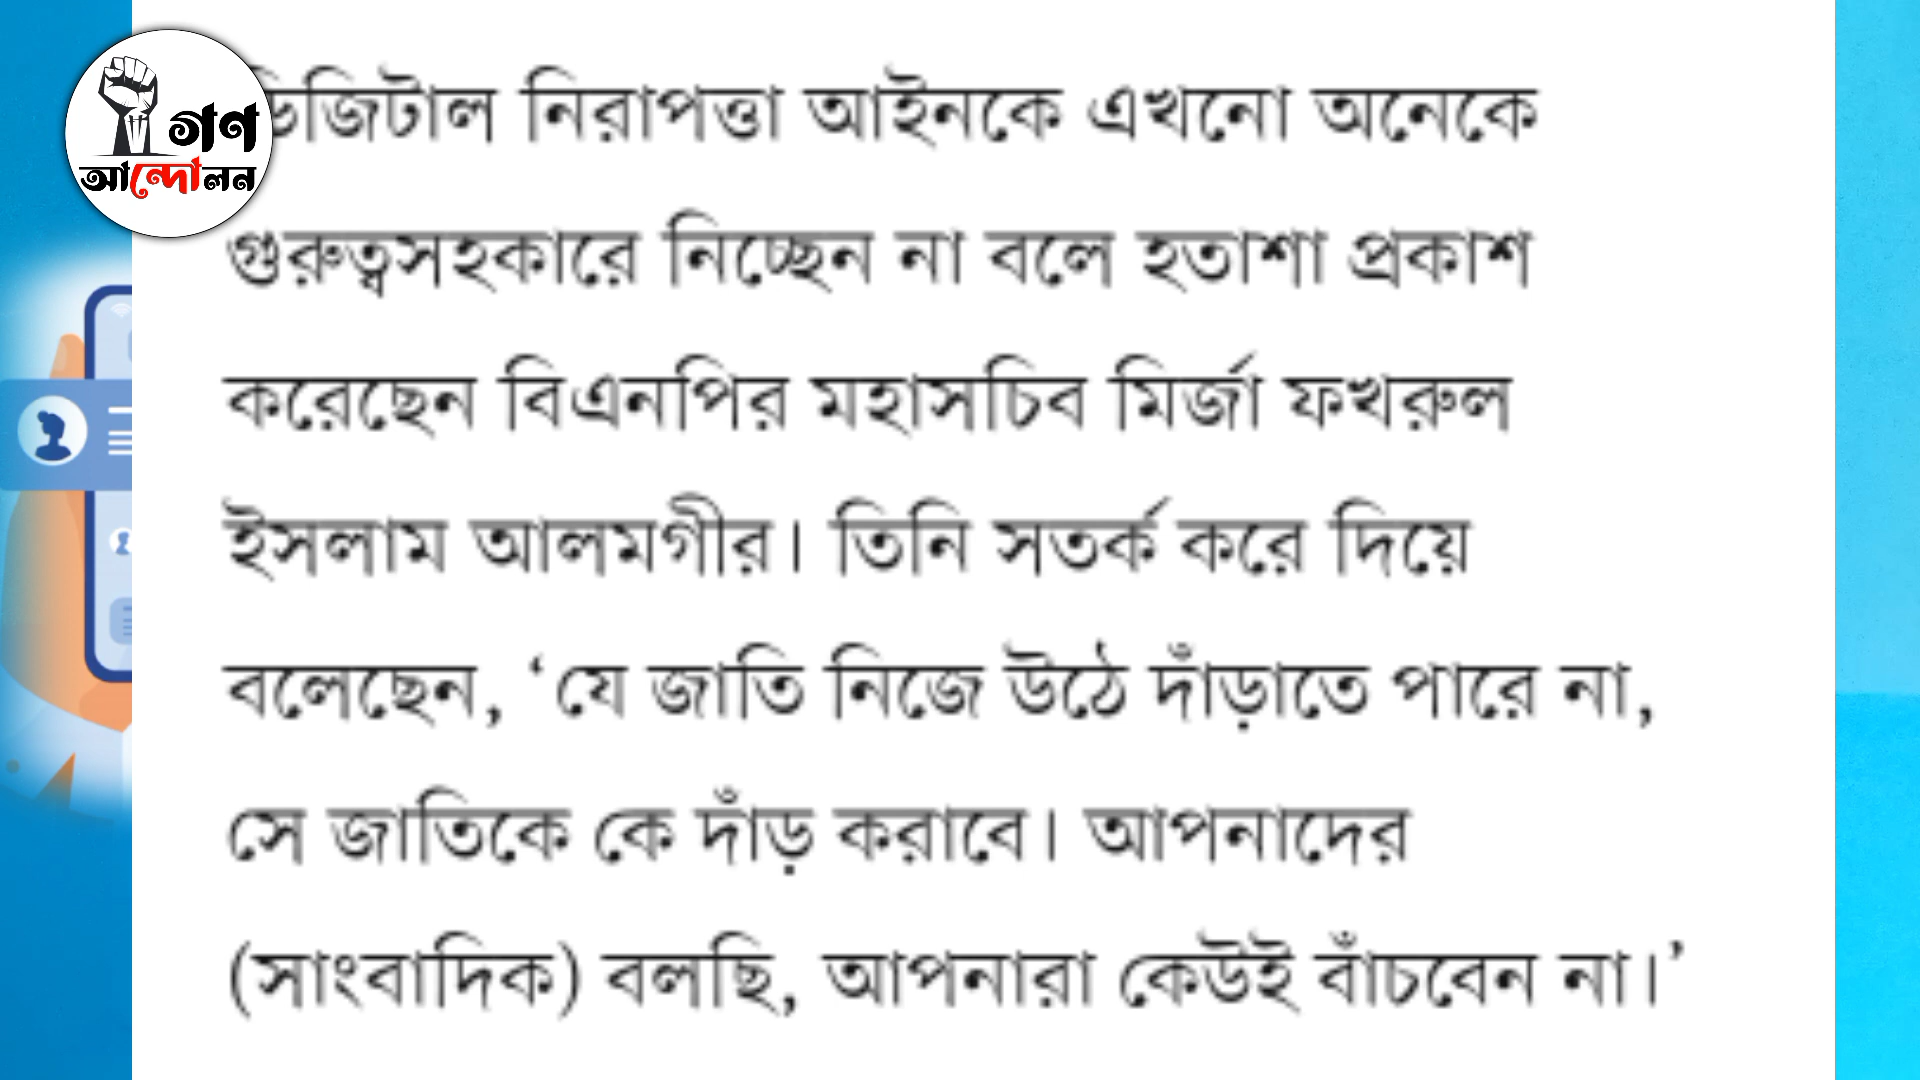 গণ
আন্দোলন
ডিজিটাল নিরাপত্তা আইনকে এখনো অনেকে
গুরুত্বসহকারে নিচ্ছেন না বলে হতাশা প্রকাশ
করেছেন বিএনপির মহাসচিব মির্জা ফখরুল
ইসলাম আলমগীর। তিনি সতর্ক করে দিয়ে
বলেছেন, ‘যে জাতি নিজে উঠে দাঁড়াতে পারে না,
সে জাতিকে কে দাঁড় করাবে। আপনাদের
(সাংবাদিক) বলছি, আপনারা কেউই বাঁচবেন না।’